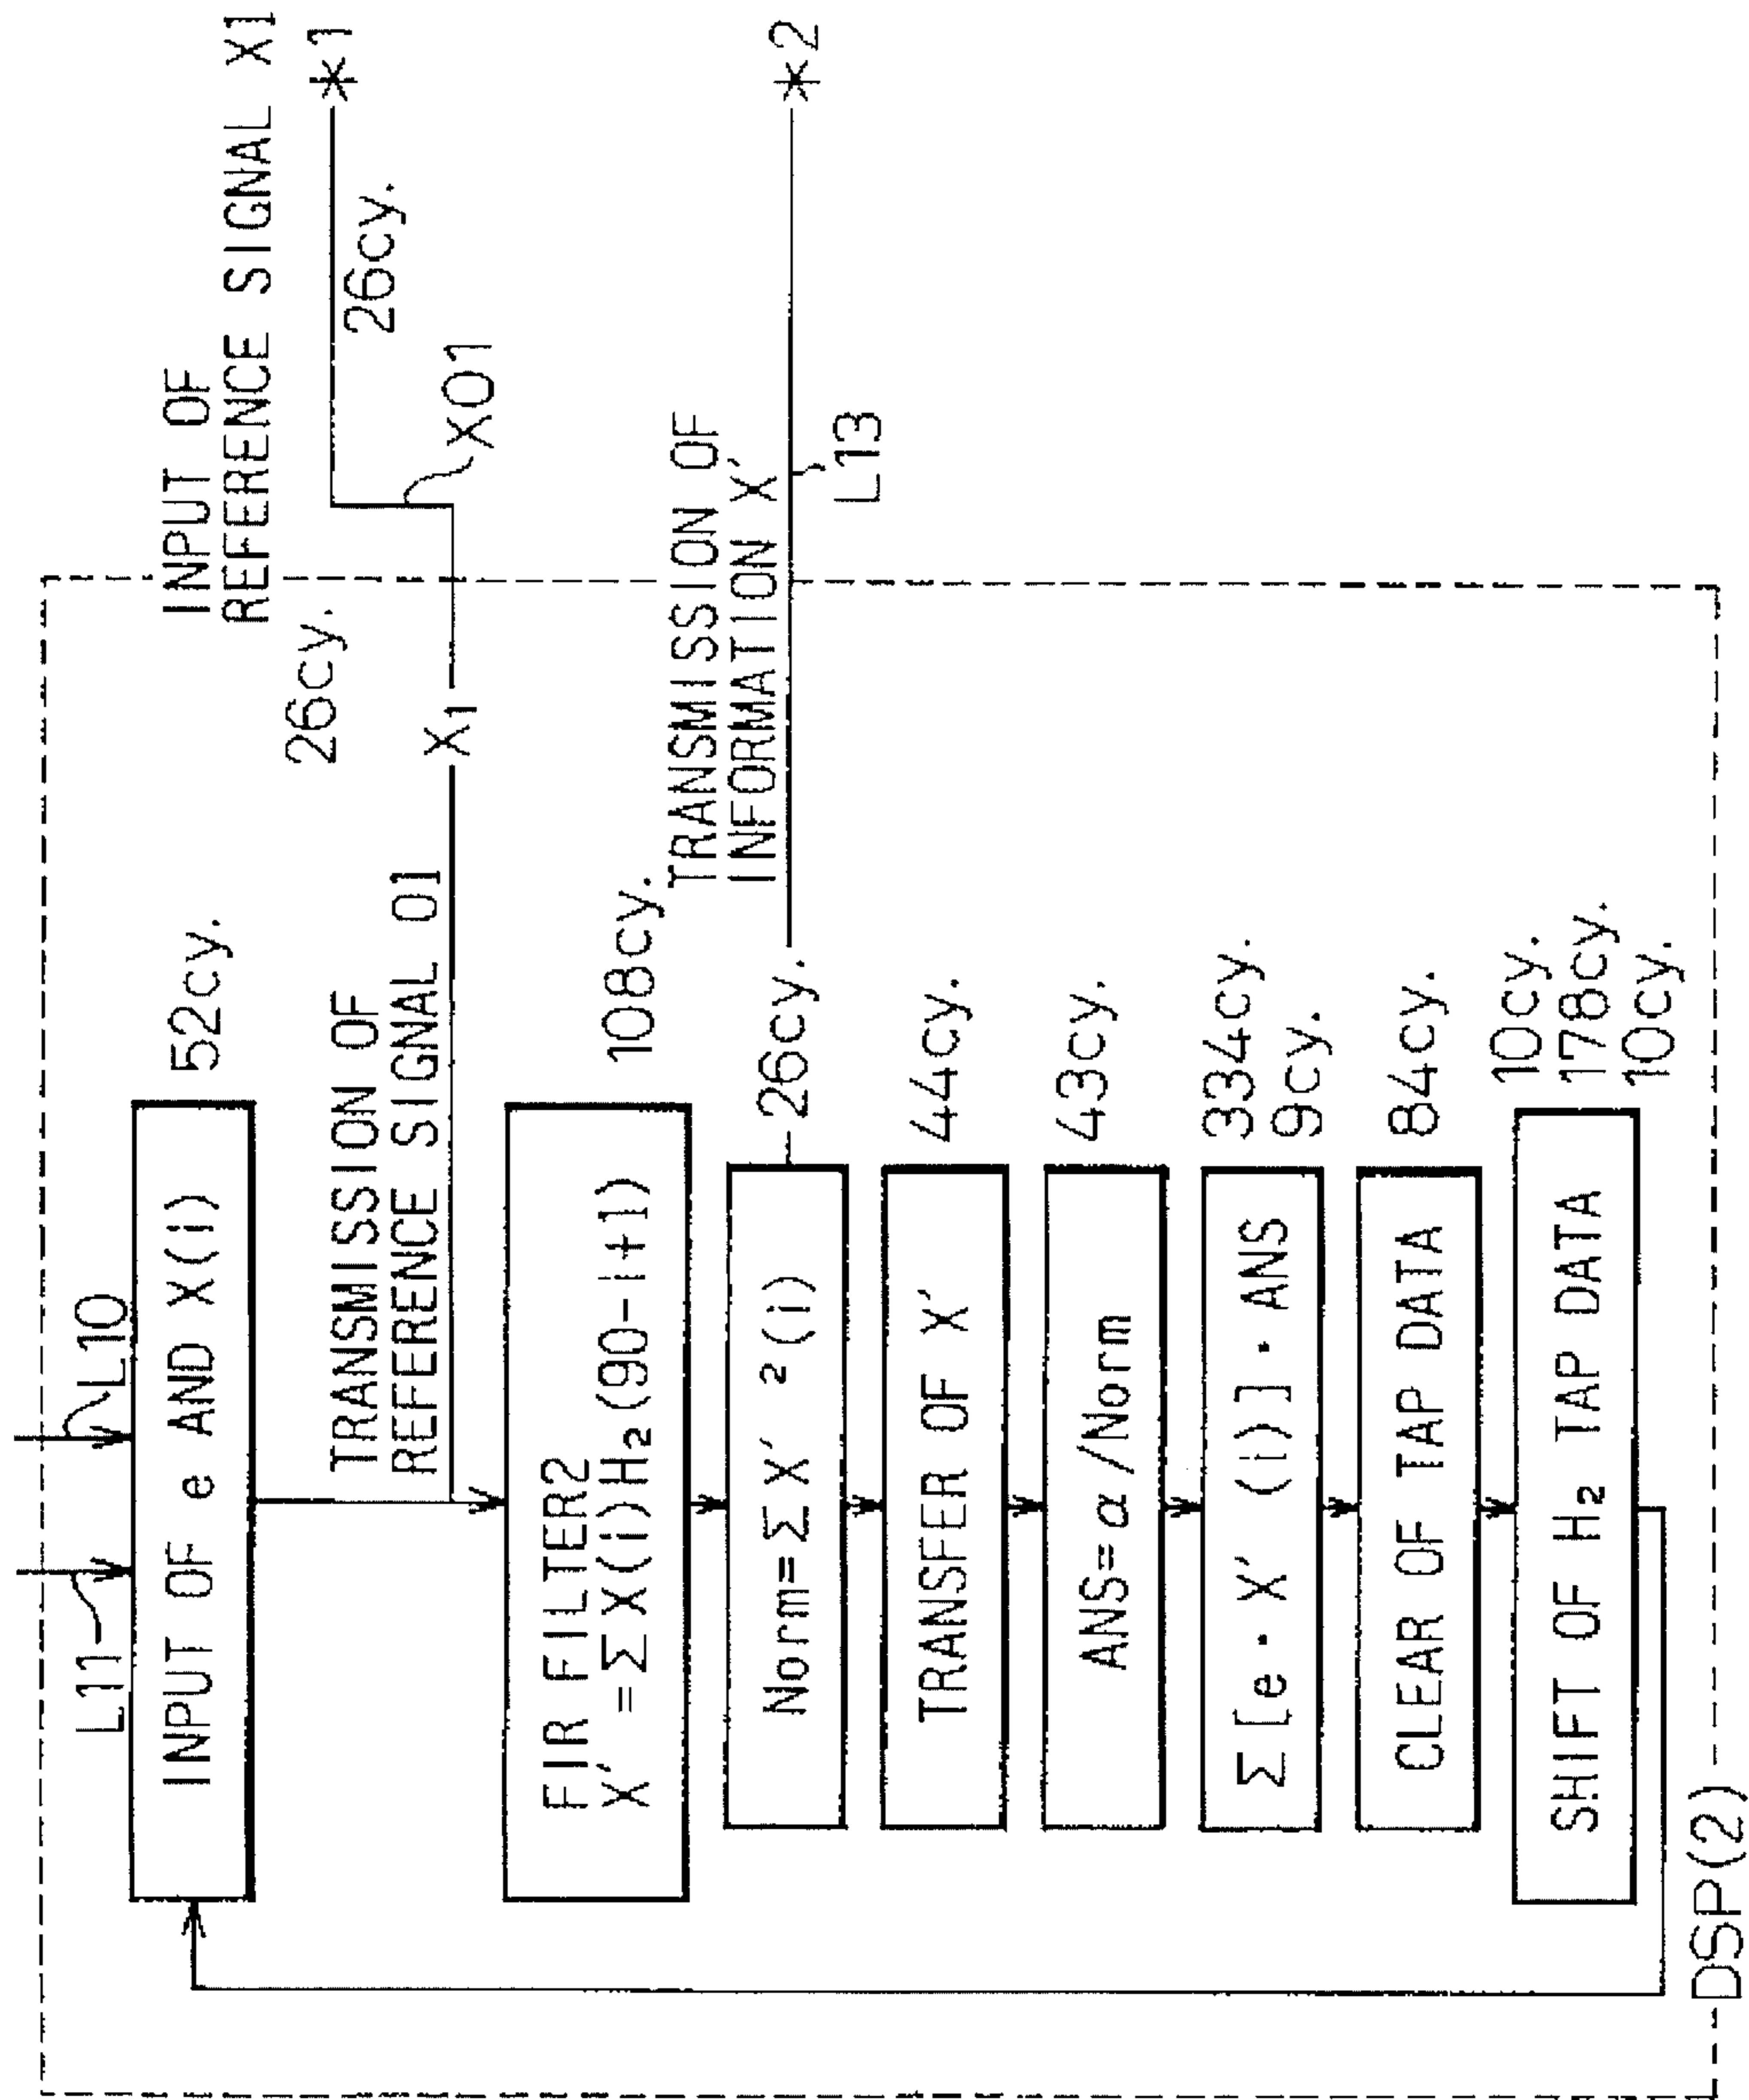 L11
L10
INPUT OF e AND X(i)
52cy.
INPUT OF
REFERENCE SIGNAL X1
26cy.
*1
26cy.
X01
TRANSMISSION OF
REFERENCE SIGNAL 01
X₁
FIR FILTER2
X′=ΣX(i)H₂(90-i+1)
108cy.
TRANSMISSION OF
INFORMATION X′
*2
L13
Norm=ΣX′²(i)
26cy.
TRANSFER OF X′
44cy.
ANS=α/Norm
43cy.
Σ[e·X′(i)]·ANS
334cy.
9cy.
CLEAR OF TAP DATA
84cy.
SHIFT OF H₂ TAP DATA
10cy.
178cy.
10cy.
DSP(2)